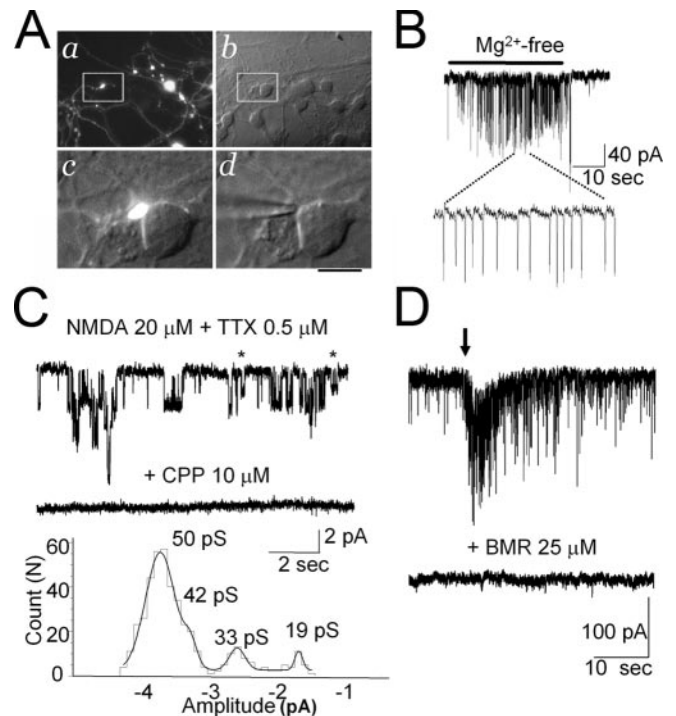 A
a
b
c
d
B
Mg²⁺-free
40 pA
10 sec
C
NMDA 20 μM + TTX 0.5 μM
*
*
+ CPP 10 μM
2 pA
2 sec
60
40
20
0
Count (N)
50 pS
42 pS
33 pS
19 pS
-4
-3
-2
-1
Amplitude (pA)
D
+ BMR 25 μM
100 pA
10 sec